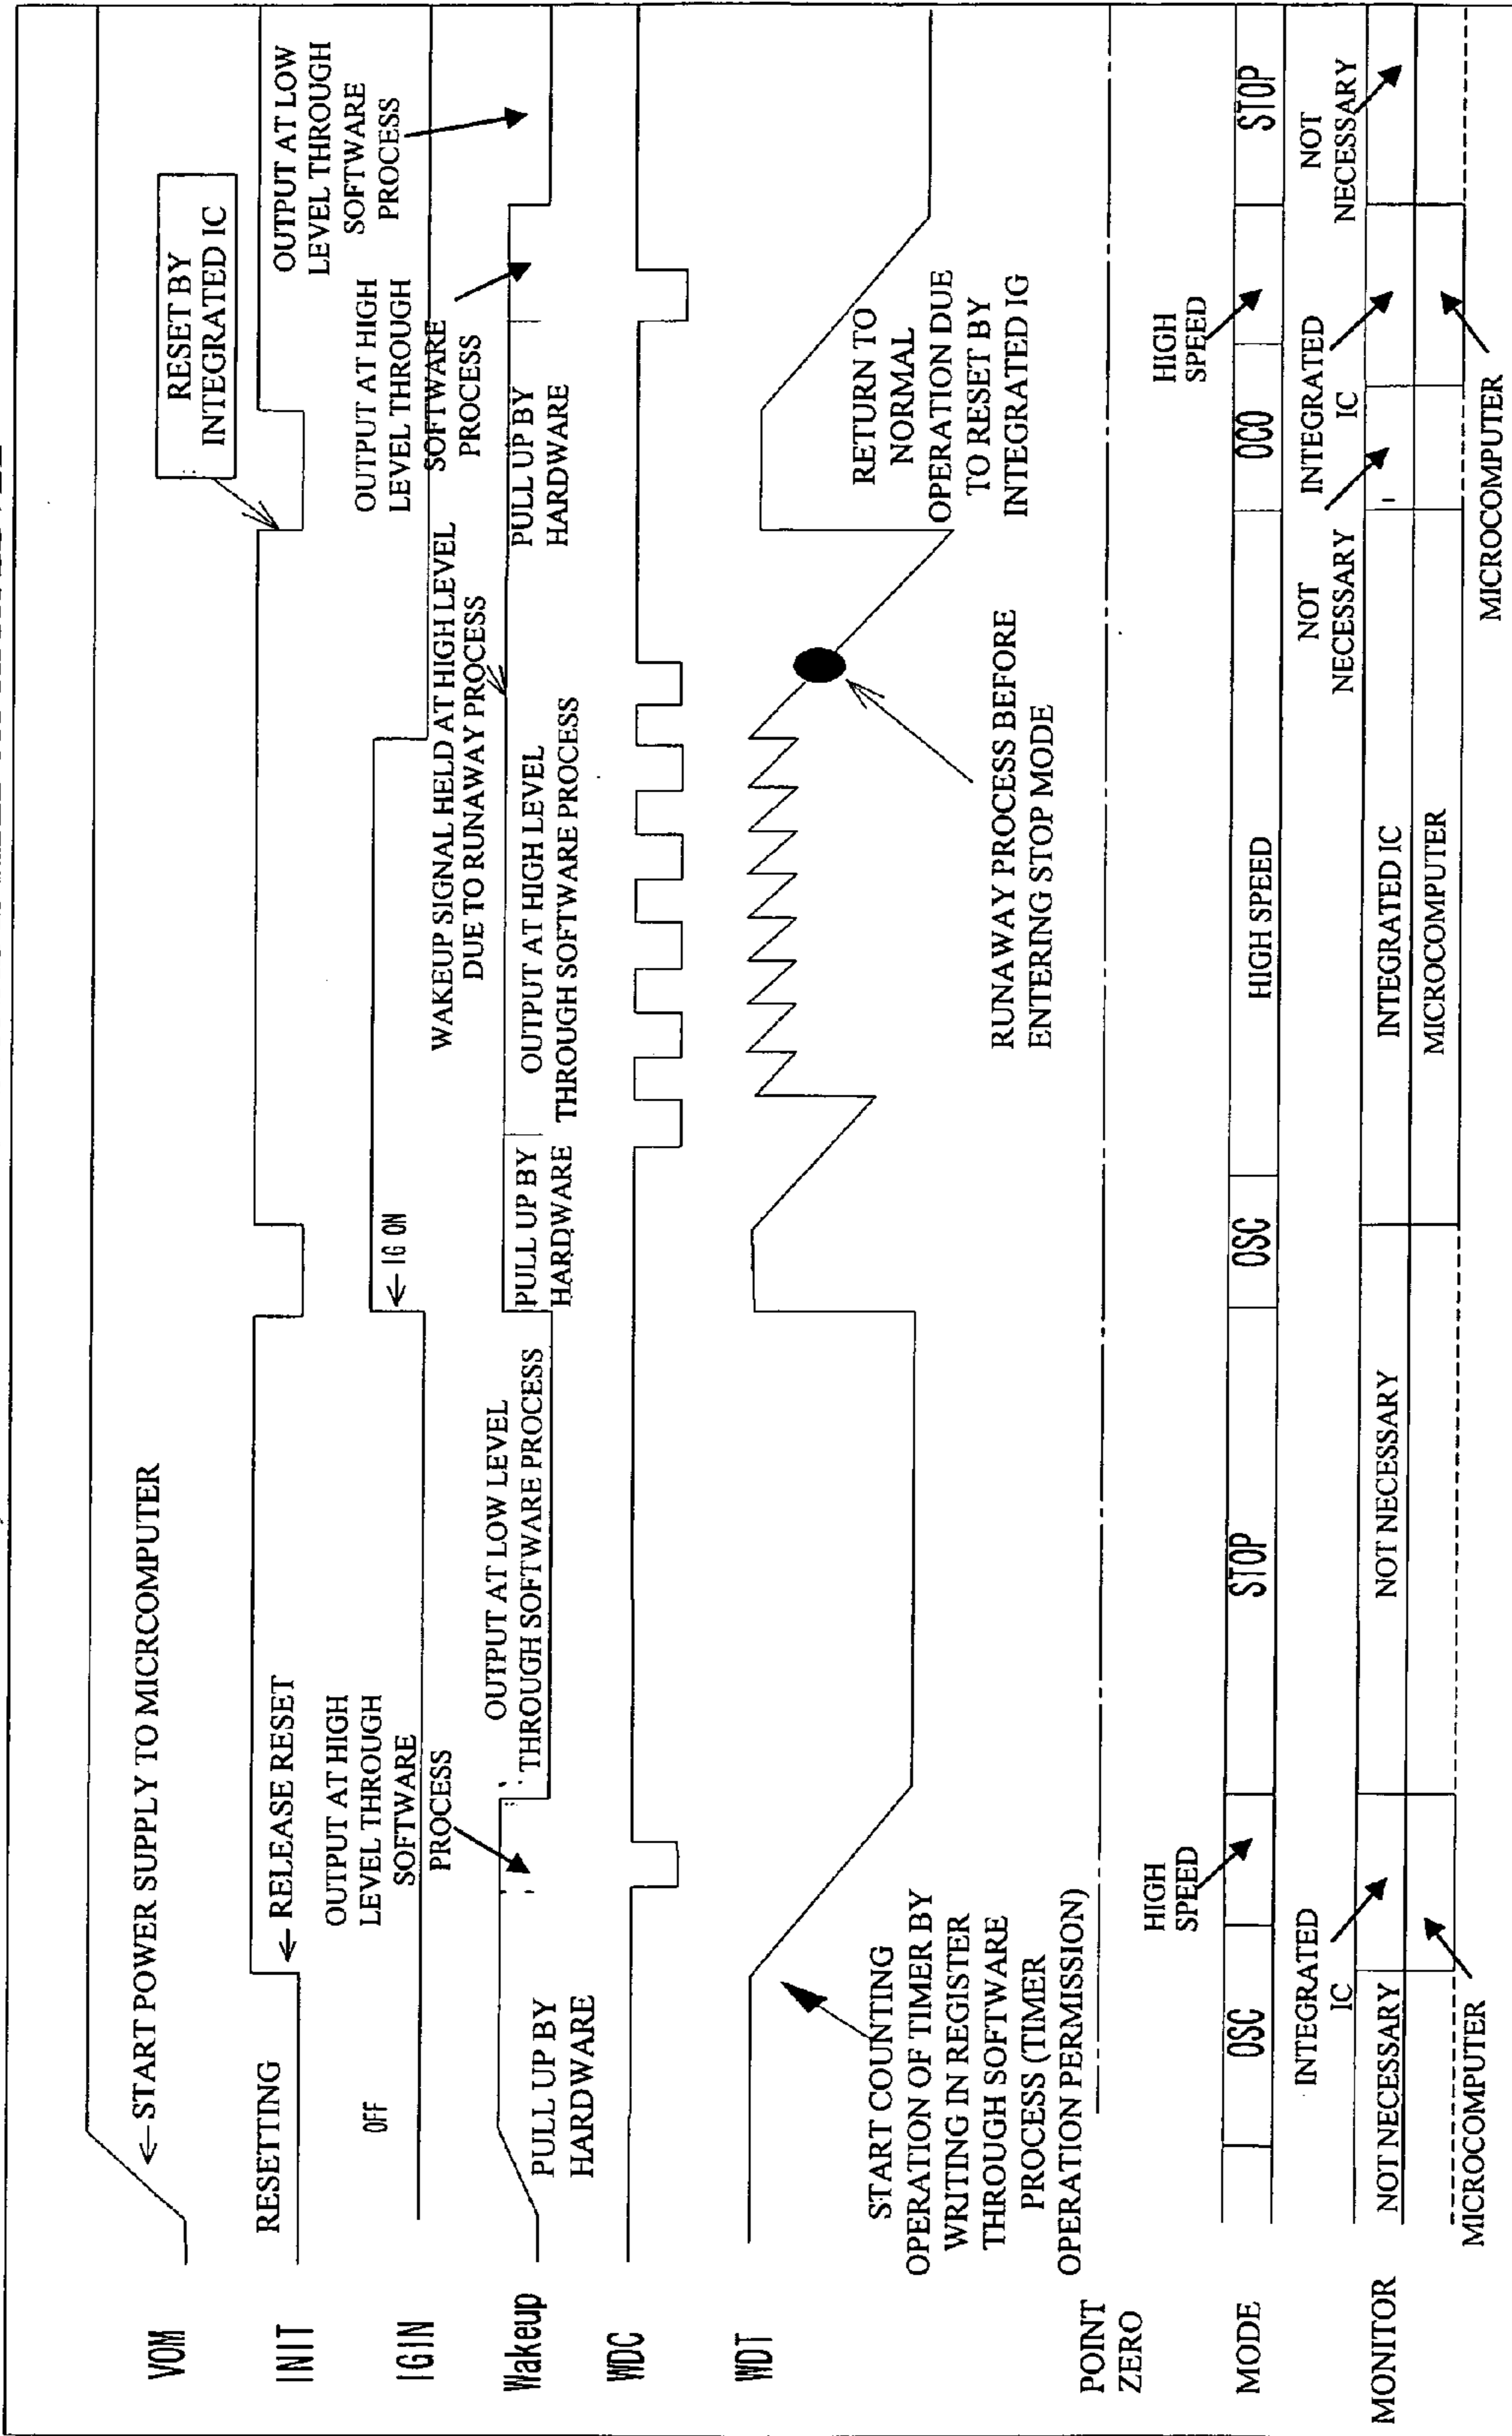 VOM
← START POWER SUPPLY TO MICRCOMPUTER
RESET BY
INTEGRATED IC
INIT
RESETTING
← RELEASE RESET
OUTPUT AT LOW
LEVEL THROUGH
SOFTWARE
PROCESS
IGIN
OFF
OUTPUT AT HIGH
LEVEL THROUGH
SOFTWARE
PROCESS
← IG ON
WAKEUP SIGNAL HELD AT HIGH LEVEL
DUE TO RUNAWAY PROCESS
OUTPUT AT HIGH
LEVEL THROUGH
SOFTWARE
PROCESS
Wakeup
PULL UP BY
HARDWARE
OUTPUT AT LOW LEVEL
THROUGH SOFTWARE PROCESS
PULL UP BY
HARDWARE
OUTPUT AT HIGH LEVEL
THROUGH SOFTWARE PROCESS
PULL UP BY
HARDWARE
WDC
WDT
START COUNTING
OPERATION OF TIMER BY
WRITING IN REGISTER
THROUGH SOFTWARE
PROCESS (TIMER
OPERATION PERMISSION)
RUNAWAY PROCESS BEFORE
ENTERING STOP MODE
RETURN TO
NORMAL
OPERATION DUE
TO RESET BY
INTEGRATED IG
POINT
ZERO
HIGH
SPEED
HIGH
SPEED
MODE
OSC
STOP
OSC
HIGH SPEED
OCO
STOP
INTEGRATED
IC
NOT
NECESSARY
INTEGRATED
IC
NOT
NECESSARY
MONITOR
NOT NECESSARY
NOT NECESSARY
INTEGRATED IC
MICROCOMPUTER
MICROCOMPUTER
MICROCOMPUTER